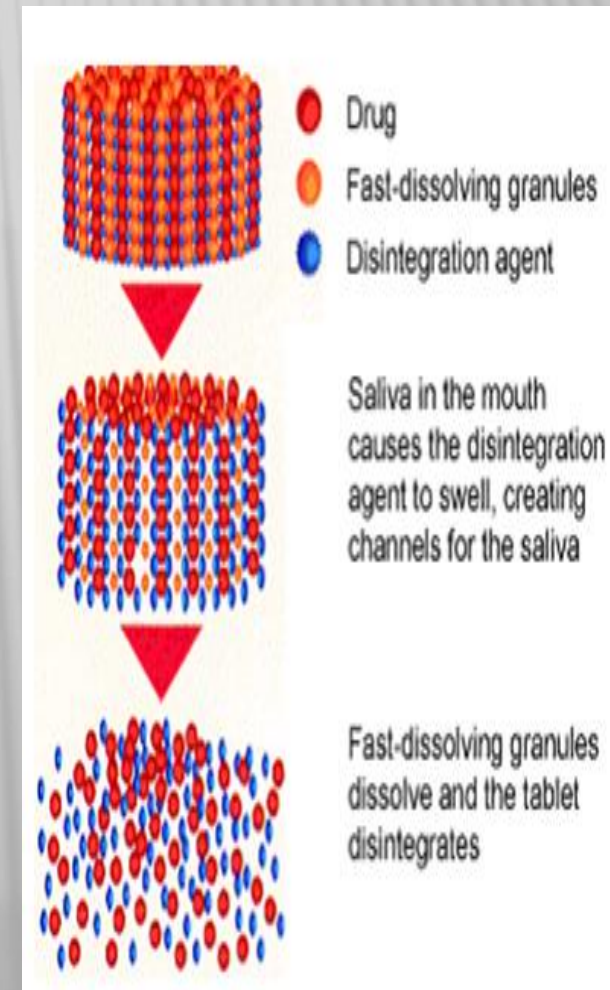 Drug
Fast-dissolving granules
Disintegration agent
Saliva in the mouth
causes the disintegration
agent to swell, creating
channels for the saliva
Fast-dissolving granules
dissolve and the tablet
disintegrates